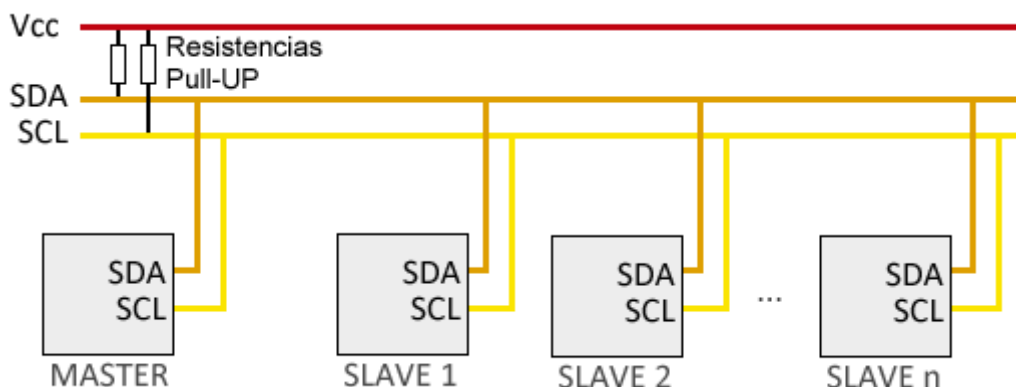 Vcc
Resistencias
Pull-UP
SDA
SCL
SDA
SCL
MASTER
SDA
SCL
SLAVE 1
SDA
SCL
SLAVE 2
...
SDA
SCL
SLAVE n